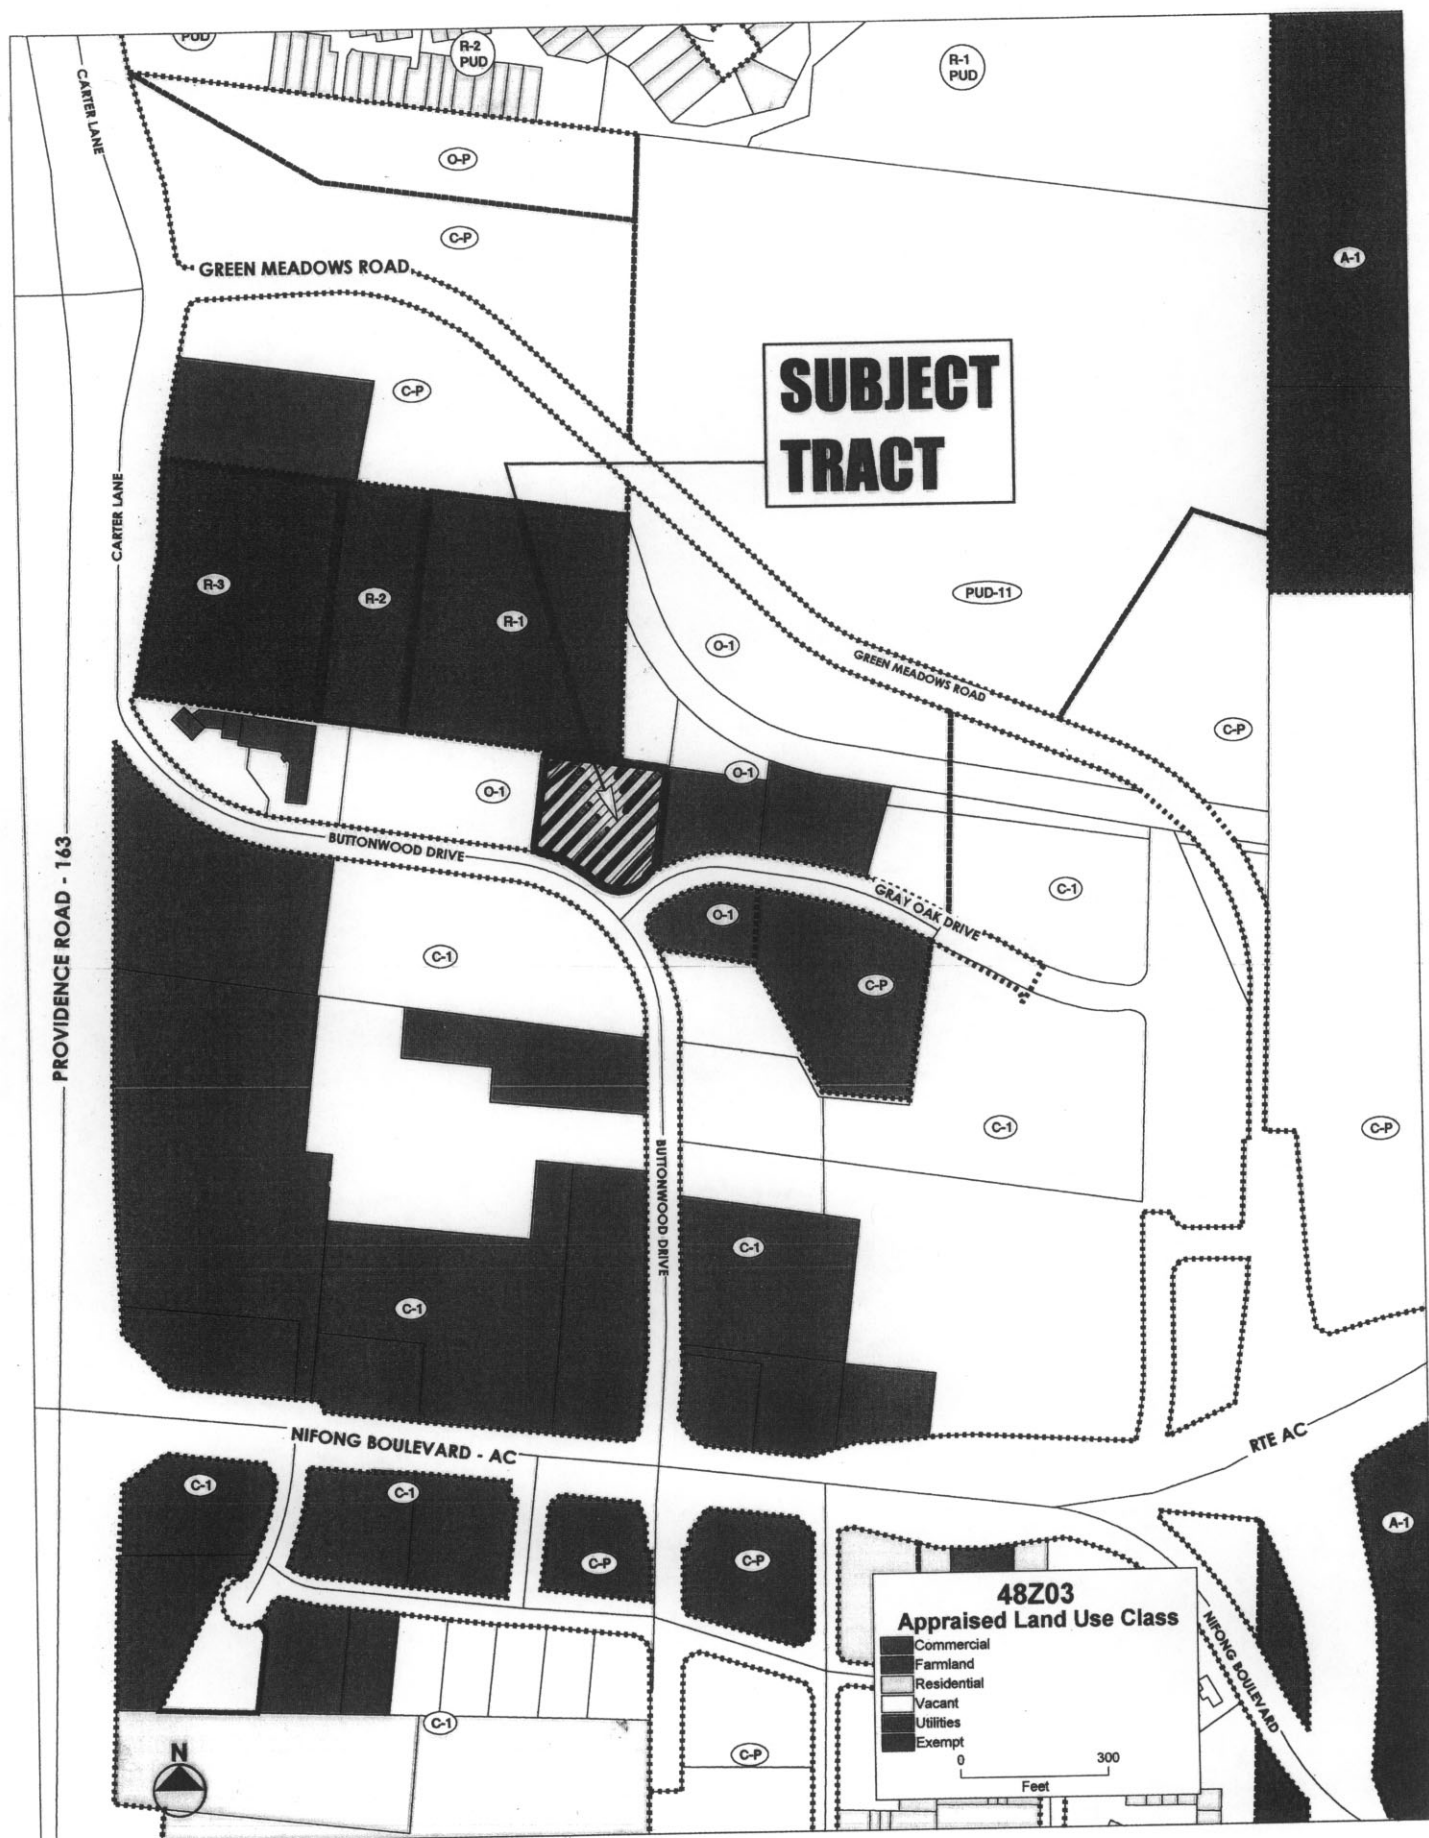 PUD
R-2
PUD
R-1
PUD
CARTER LANE
O-P
C-P
GREEN MEADOWS ROAD
A-1
SUBJECT
TRACT
C-P
CARTER LANE
R-3
R-2
R-1
PUD-11
O-1
GREEN MEADOWS ROAD
C-P
O-1
O-1
BUTTONWOOD DRIVE
PROVIDENCE ROAD - 163
C-1
GRAY OAK DRIVE
O-1
C-1
C-P
C-1
C-P
BUTTONWOOD DRIVE
C-1
C-1
NIFONG BOULEVARD - AC
RTE AC
C-1
C-1
A-1
C-P
C-P
48Z03
Appraised Land Use Class
Commercial
Farmland
Residential
Vacant
Utilities
Exempt
0 300
Feet
NIFONG BOULEVARD
C-1
C-P
N